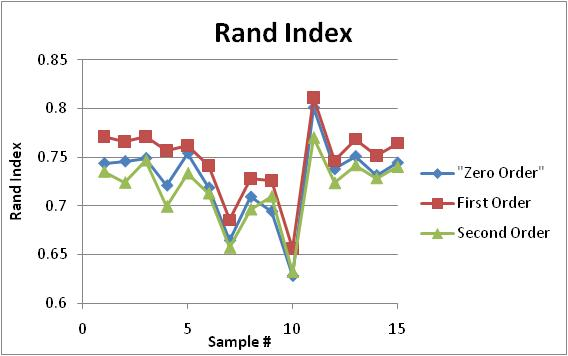 Rand Index
0.85
0.8
0.75
0.7
0.65
0.6
Rand Index
0
5
10
15
Sample #
"Zero Order"
First Order
Second Order